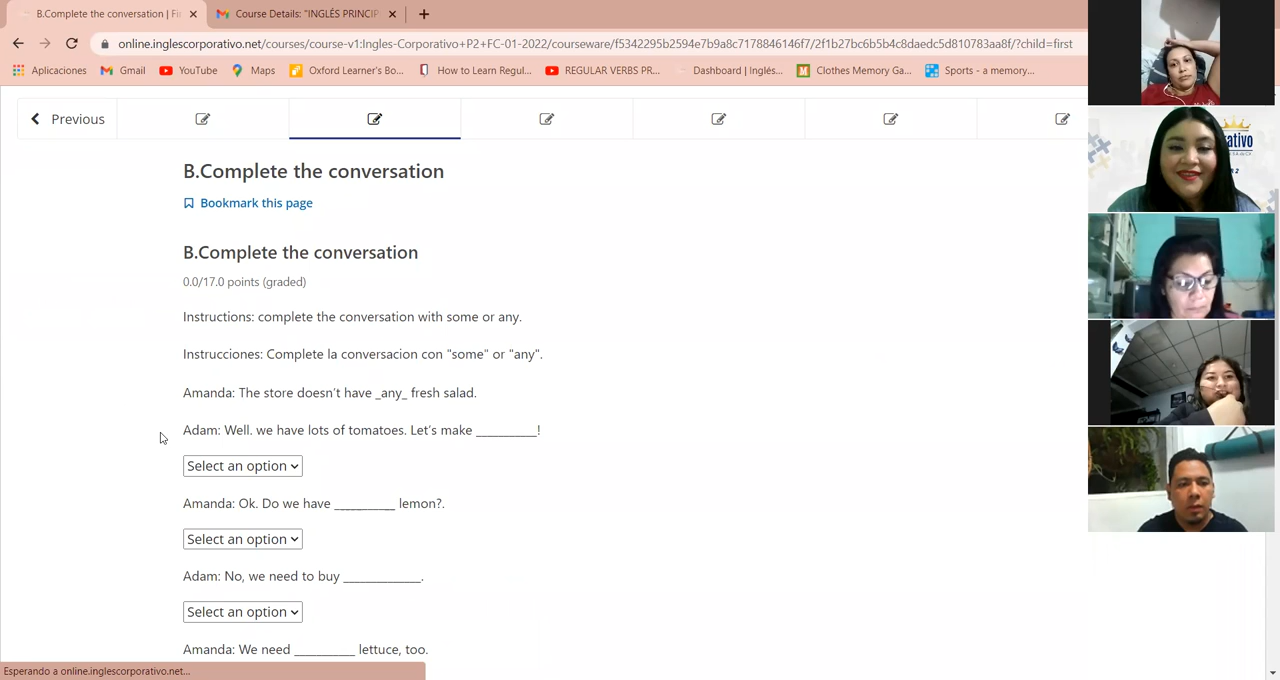 B.Complete the conversation | Fi
Course Details: "INGLÉS PRINCIP
online.inglescorporativo.net/courses/course-v1:Ingles-Corporativo+P2+FC-01-2022/courseware/f5342295b2594e7b9a8c7178846146f7/2f1b27bc6b5b4c8daedc5d810783aa8f/?child=first
Aplicaciones
Gmail
YouTube
Maps
Oxford Learner's Bo...
How to Learn Regul...
REGULAR VERBS PR...
Dashboard | Inglés...
Clothes Memory Ga...
Sports - a memory...
Previous
B.Complete the conversation
Bookmark this page
B.Complete the conversation
0.0/17.0 points (graded)
Instructions: complete the conversation with some or any.
Instrucciones: Complete la conversacion con "some" or "any".
Amanda: The store doesn't have _any_ fresh salad.
Adam: Well. we have lots of tomatoes. Let's make __________!
Select an option
Amanda: Ok. Do we have __________ lemon?.
Select an option
Adam: No, we need to buy _____________.
Select an option
Amanda: We need __________ lettuce, too.
Esperando a online.inglescorporativo.net...